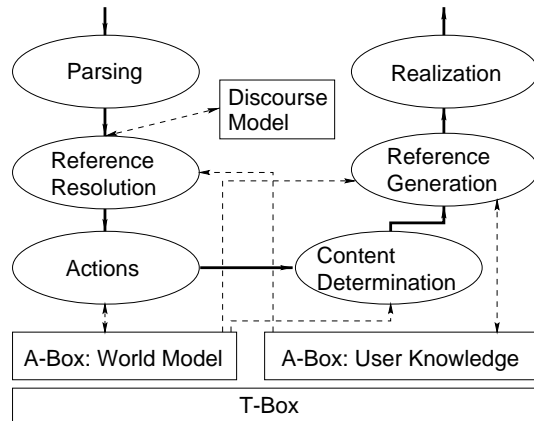 Parsing
Realization
Discourse
Model
Reference
Resolution
Reference
Generation
Actions
Content
Determination
A-Box: World Model
A-Box: User Knowledge
T-Box